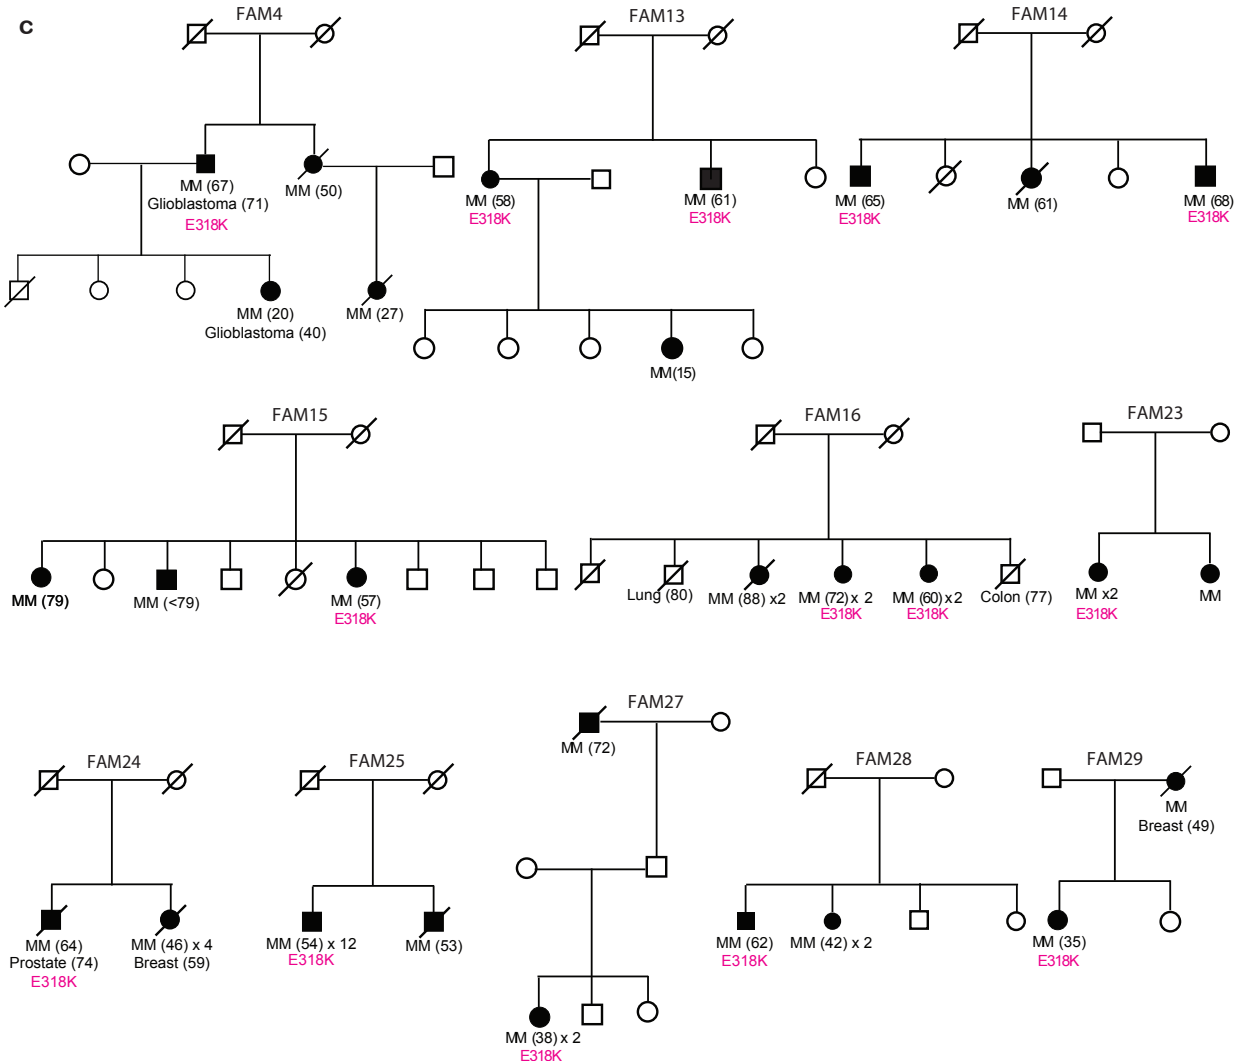 c
FAM4
FAM13
FAM14
MM (67)
Glioblastoma (71)
E318K
MM (50)
MM (58)
E318K
MM (61)
E318K
MM (65)
E318K
MM (61)
MM (68)
E318K
MM (20)
Glioblastoma (40)
MM (27)
MM(15)
FAM15
FAM16
FAM23
MM (79)
MM (<79)
MM (57)
E318K
Lung (80)
MM (88) x2
MM (72) x 2
E318K
MM (60) x 2
E318K
Colon (77)
MM x2
E318K
MM
FAM24
FAM25
FAM27
FAM28
FAM29
MM (72)
MM
Breast (49)
MM (64)
Prostate (74)
E318K
MM (46) x 4
Breast (59)
MM (54) x 12
E318K
MM (53)
MM (62)
E318K
MM (42) x 2
MM (35)
E318K
MM (38) x 2
E318K